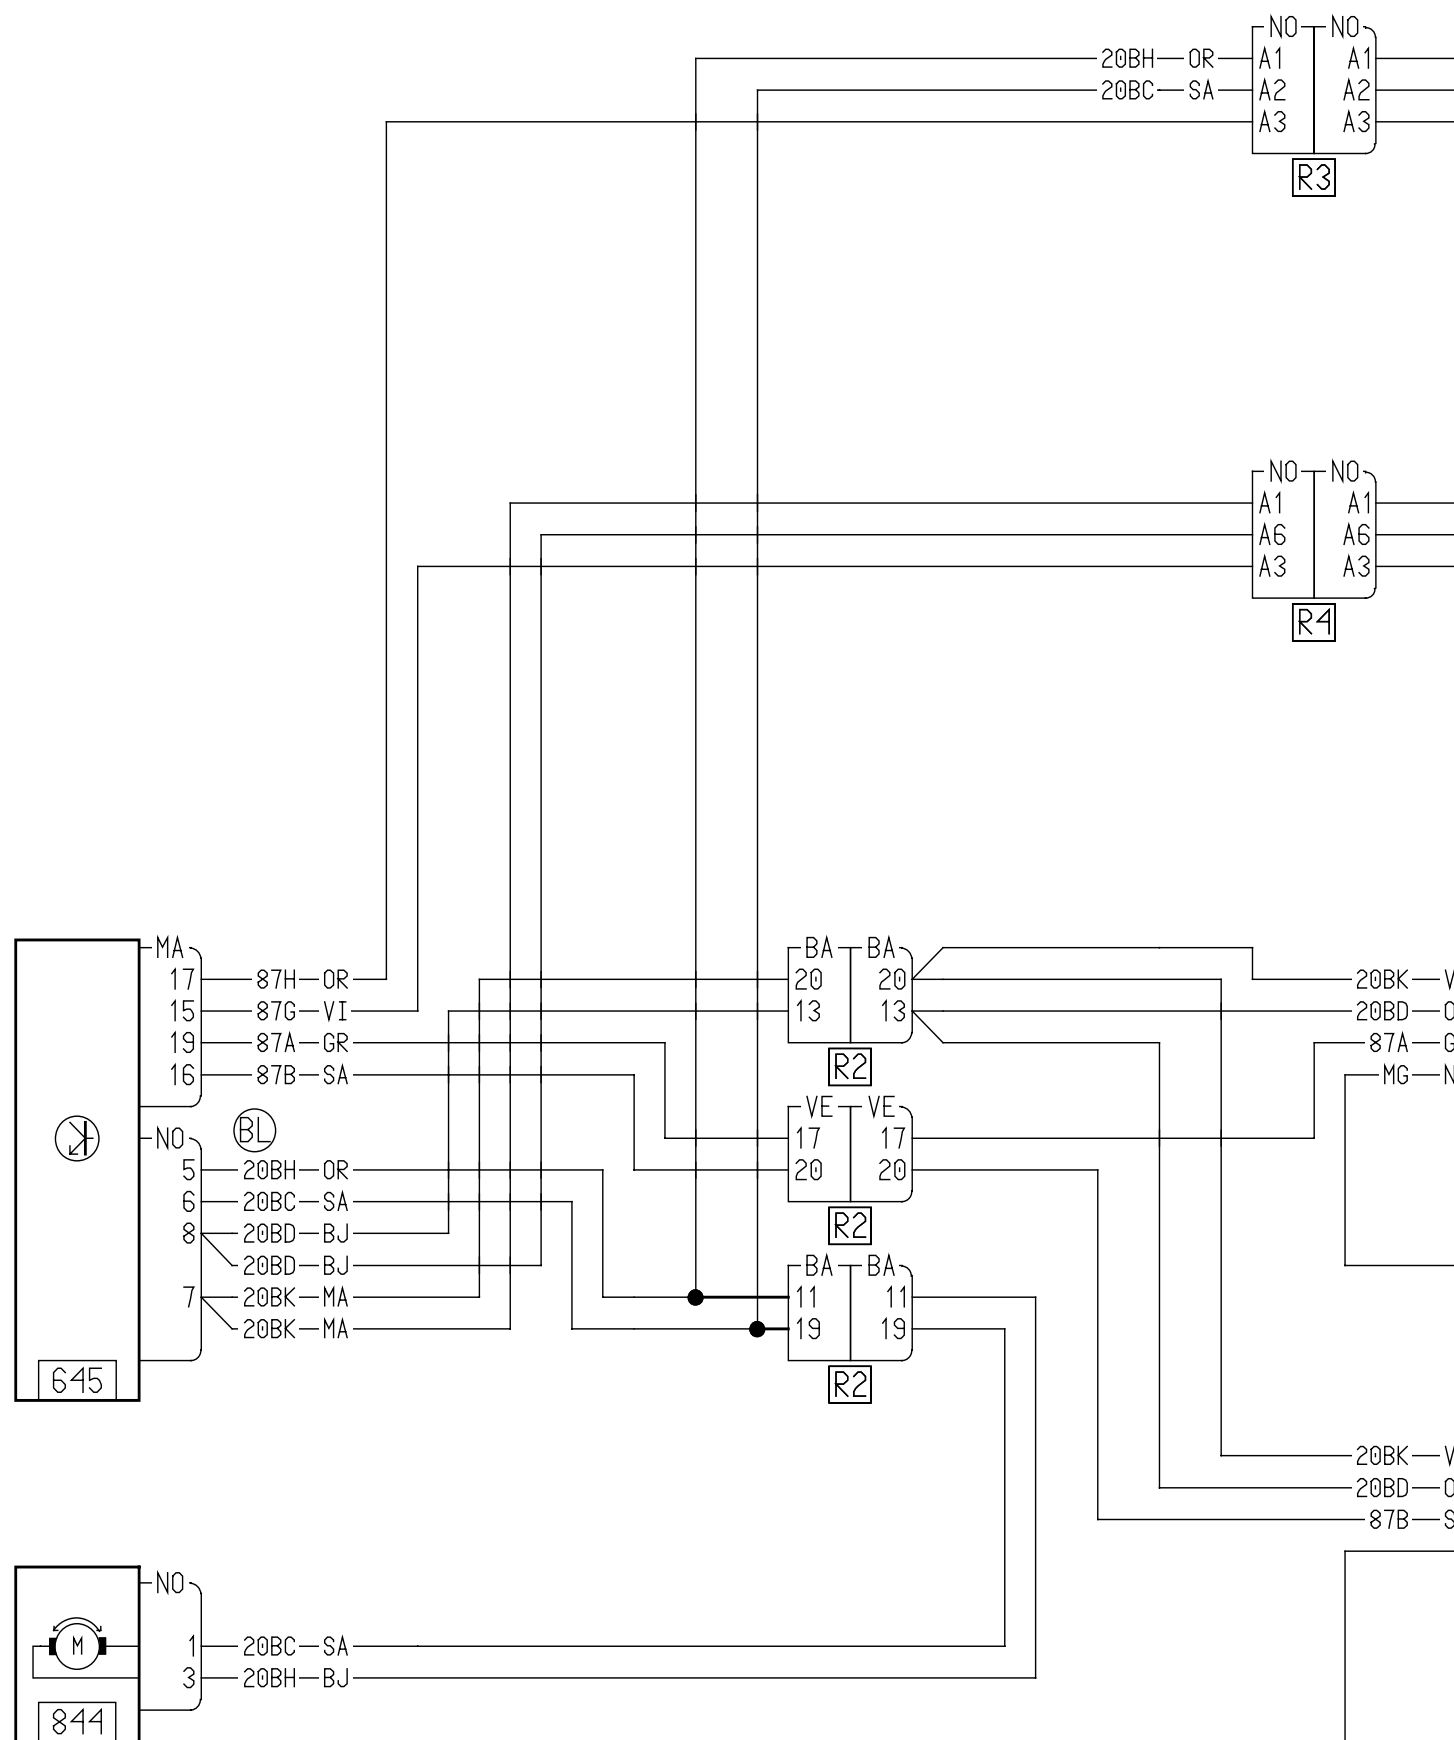 NO NO
20BH OR A1 A1
20BC SA A2 A2
A3 A3
R3
NO NO
A1 A1
A6 A6
A3 A3
R4
MA BA BA
17 87H OR 20 20 20BK
15 87G VI 13 13 20BD
19 87A GR 87A
R2
16 87B SA MG
VE VE
BL
NO 17 17
5 20BH OR 20 20
6 20BC SA
R2
8 20BD BJ
20BD BJ BA BA
7 20BK MA 11 11
20BK MA 19 19
645 R2
20BK
20BD
87B
NO
M 1 20BC SA
3 20BH BJ
844